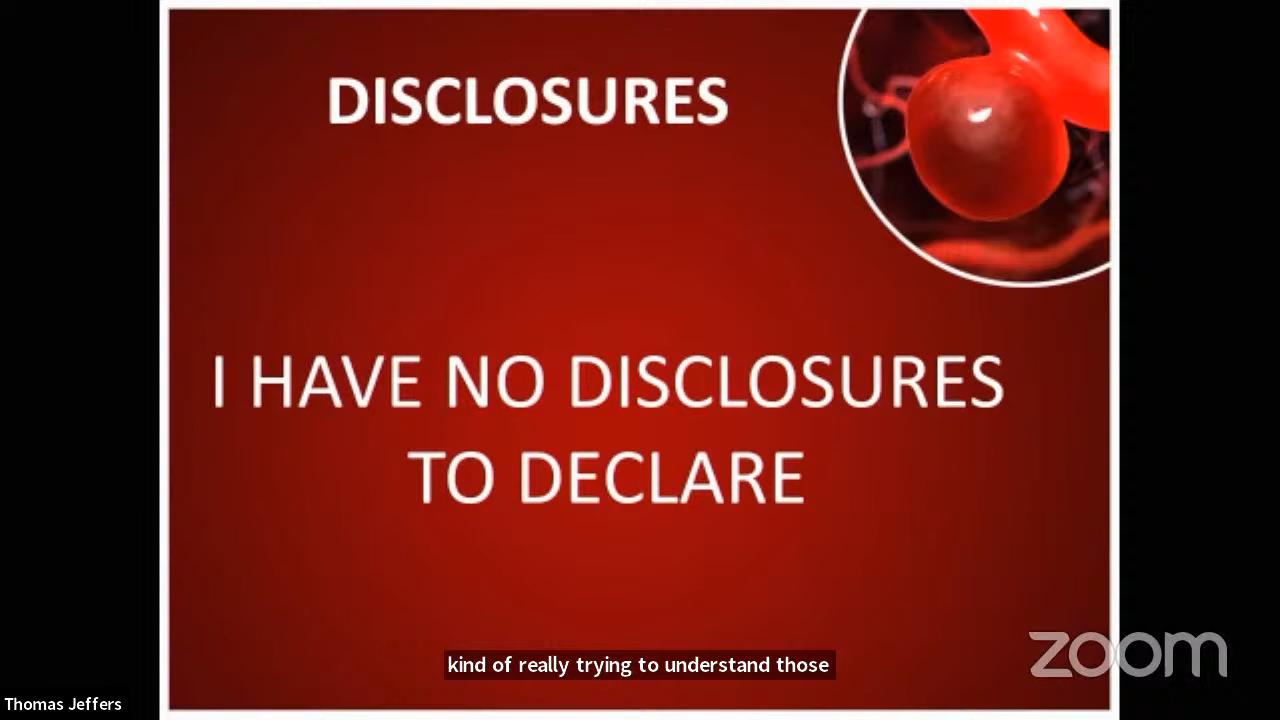 DISCLOSURES
I HAVE NO DISCLOSURES
TO DECLARE
kind of really trying to understand those
zoom
Thomas Jeffers